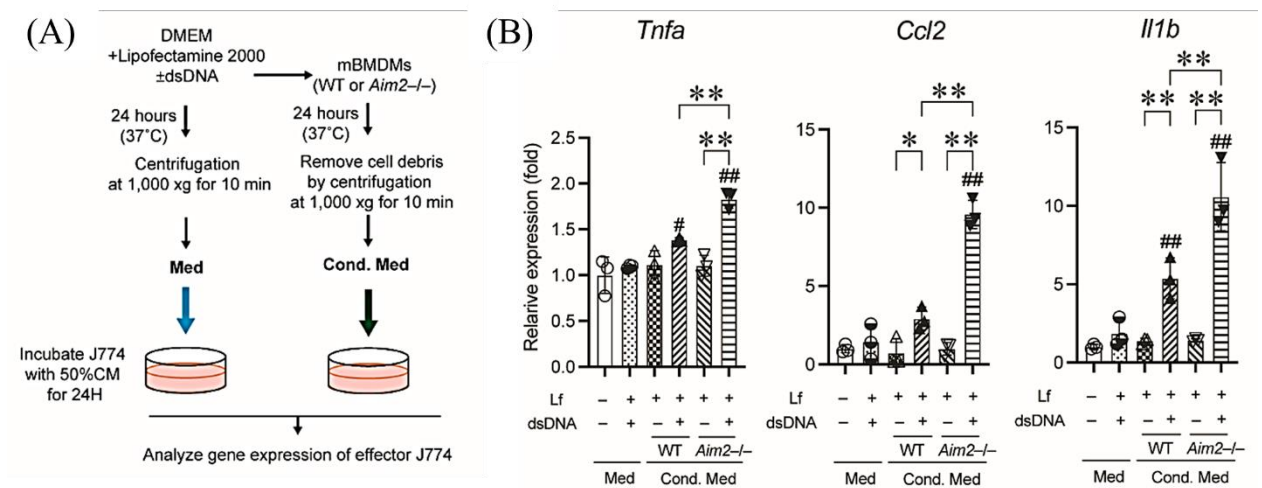 (A)
DMEM
+Lipofectamine 2000
±dsDNA
mBMDMs
(WT or Aim2–/–)
24 hours
(37˚C)
24 hours
(37˚C)
Centrifugation
at 1,000 xg for 10 min
Remove cell debris
by centrifugation
at 1,000 xg for 10 min
Med
Cond. Med
Incubate J774
with 50%CM
for 24H
Analyze gene expression of effector J774
(B)
Tnfa
Relarive expression (fold)
2.5
2.0
1.5
1.0
0.5
0.0
**
**
#
##
Lf – + + + + +
dsDNA – + – + – +
WT Aim2–/–
Med Cond. Med
Ccl2
15
10
5
0
**
* **
##
Lf – + + + + +
dsDNA – + – + – +
WT Aim2–/–
Med Cond. Med
Il1b
15
10
5
0
**
** **
##
##
Lf – + + + + +
dsDNA – + – + – +
WT Aim2–/–
Med Cond. Med